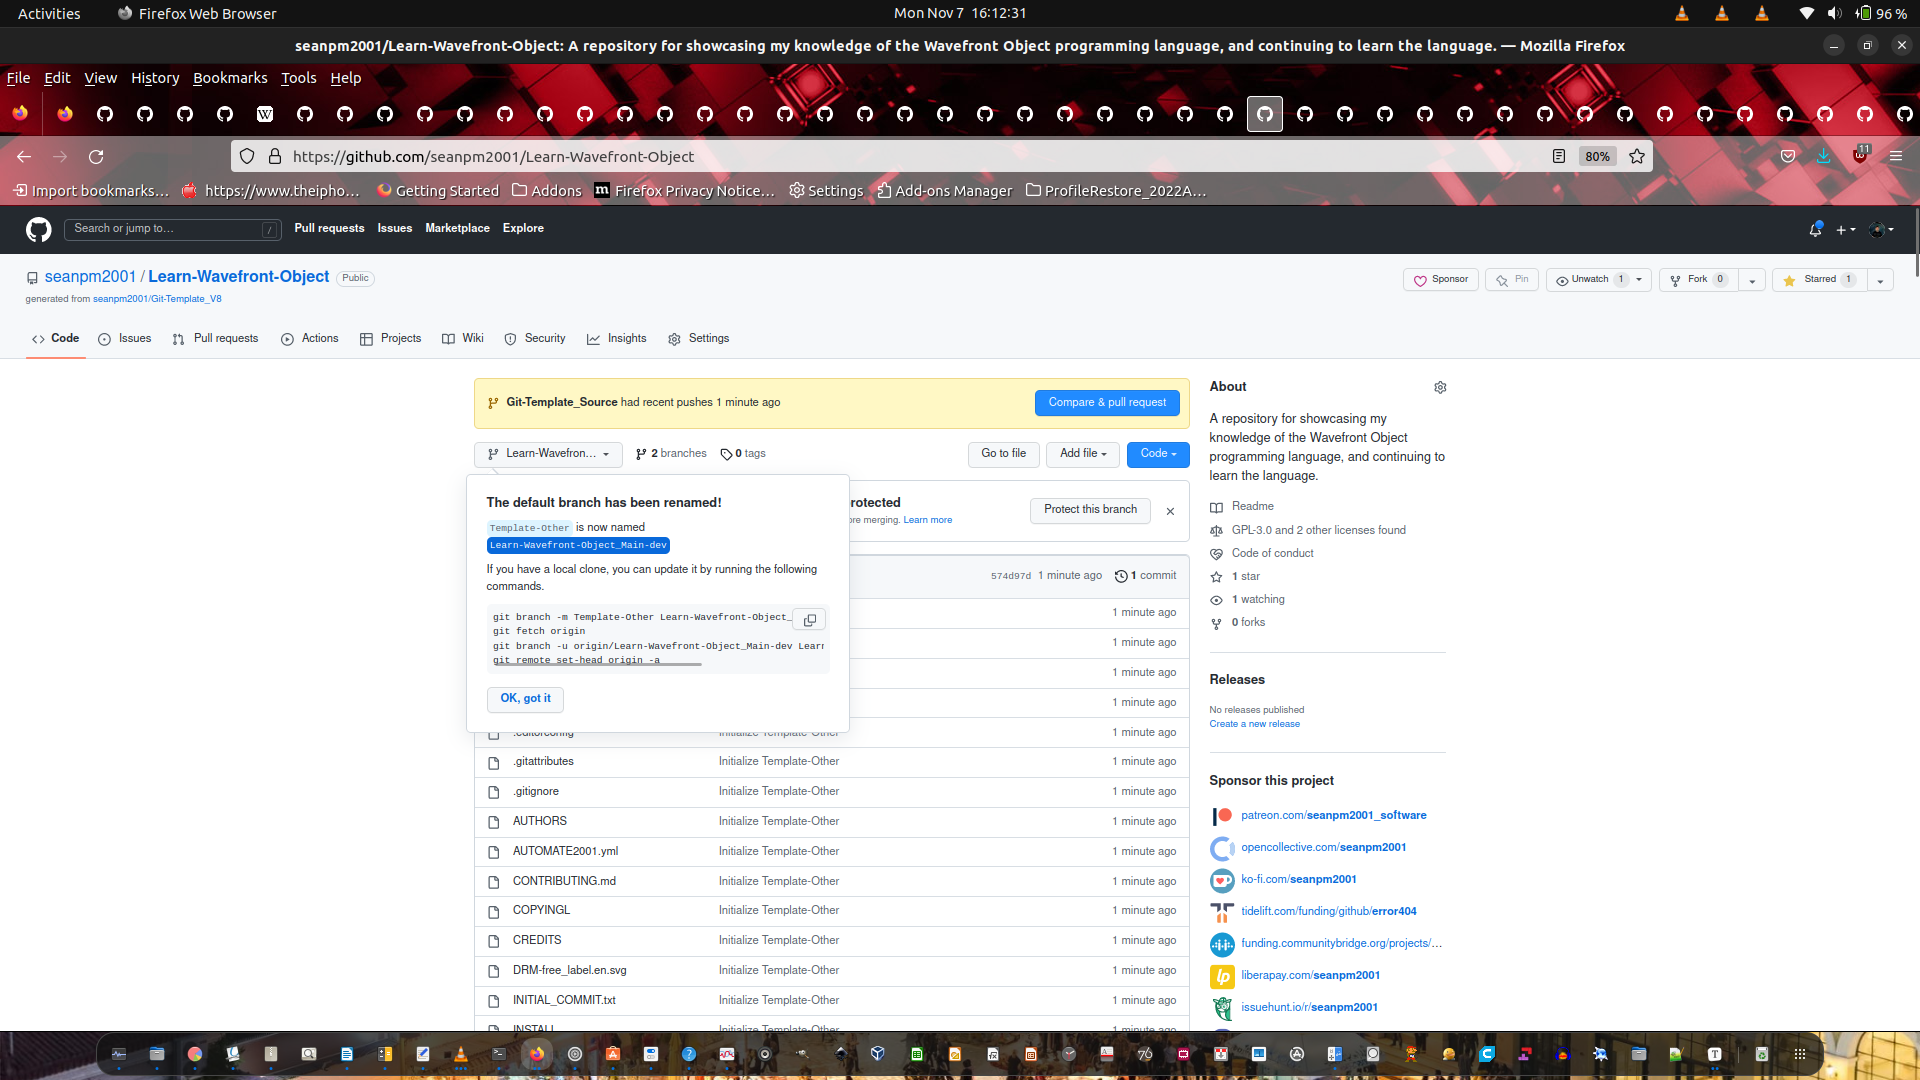 Activities
Firefox Web Browser
Mon Nov 7 16:12:31
96 %
seanpm2001/Learn-Wavefront-Object: A repository for showcasing my knowledge of the Wavefront Object programming language, and continuing to learn the language. — Mozilla Firefox
File Edit View History Bookmarks Tools Help
https://github.com/seanpm2001/Learn-Wavefront-Object
80%
11
Import bookmarks...
https://www.theipho...
Getting Started
Addons
Firefox Privacy Notice...
Settings
Add-ons Manager
ProfileRestore_2022A...
Search or jump to...
/
Pull requests Issues Marketplace Explore
seanpm2001 / Learn-Wavefront-Object Public
generated from seanpm2001/Git-Template_V8
Sponsor
Pin
Unwatch 1
Fork 0
Starred 1
Code
Issues
Pull requests
Actions
Projects
Wiki
Security
Insights
Settings
Git-Template_Source had recent pushes 1 minute ago
Compare & pull request
Learn-Wavefron...
2 branches
0 tags
Go to file
Add file
Code
The default branch has been renamed!
Template-Other is now named
Learn-Wavefront-Object_Main-dev
If you have a local clone, you can update it by running the following
commands.
git branch -m Template-Other Learn-Wavefront-Object_
git fetch origin
git branch -u origin/Learn-Wavefront-Object_Main-dev Learn
git remote set-head origin -a
OK, got it
rotected
ore merging. Learn more
Protect this branch
574d97d 1 minute ago 1 commit
1 minute ago
1 minute ago
1 minute ago
1 minute ago
.editorconfig Initialize Template-Other 1 minute ago
.gitattributes Initialize Template-Other 1 minute ago
.gitignore Initialize Template-Other 1 minute ago
AUTHORS Initialize Template-Other 1 minute ago
AUTOMATE2001.yml Initialize Template-Other 1 minute ago
CONTRIBUTING.md Initialize Template-Other 1 minute ago
COPYINGL Initialize Template-Other 1 minute ago
CREDITS Initialize Template-Other 1 minute ago
DRM-free_label.en.svg Initialize Template-Other 1 minute ago
INITIAL_COMMIT.txt Initialize Template-Other 1 minute ago
INSTALL Initialize Template-Other 1 minute ago
About
A repository for showcasing my
knowledge of the Wavefront Object
programming language, and continuing to
learn the language.
Readme
GPL-3.0 and 2 other licenses found
Code of conduct
1 star
1 watching
0 forks
Releases
No releases published
Create a new release
Sponsor this project
patreon.com/seanpm2001_software
opencollective.com/seanpm2001
ko-fi.com/seanpm2001
tidelift.com/funding/github/error404
funding.communitybridge.org/projects/...
liberapay.com/seanpm2001
issuehunt.io/r/seanpm2001